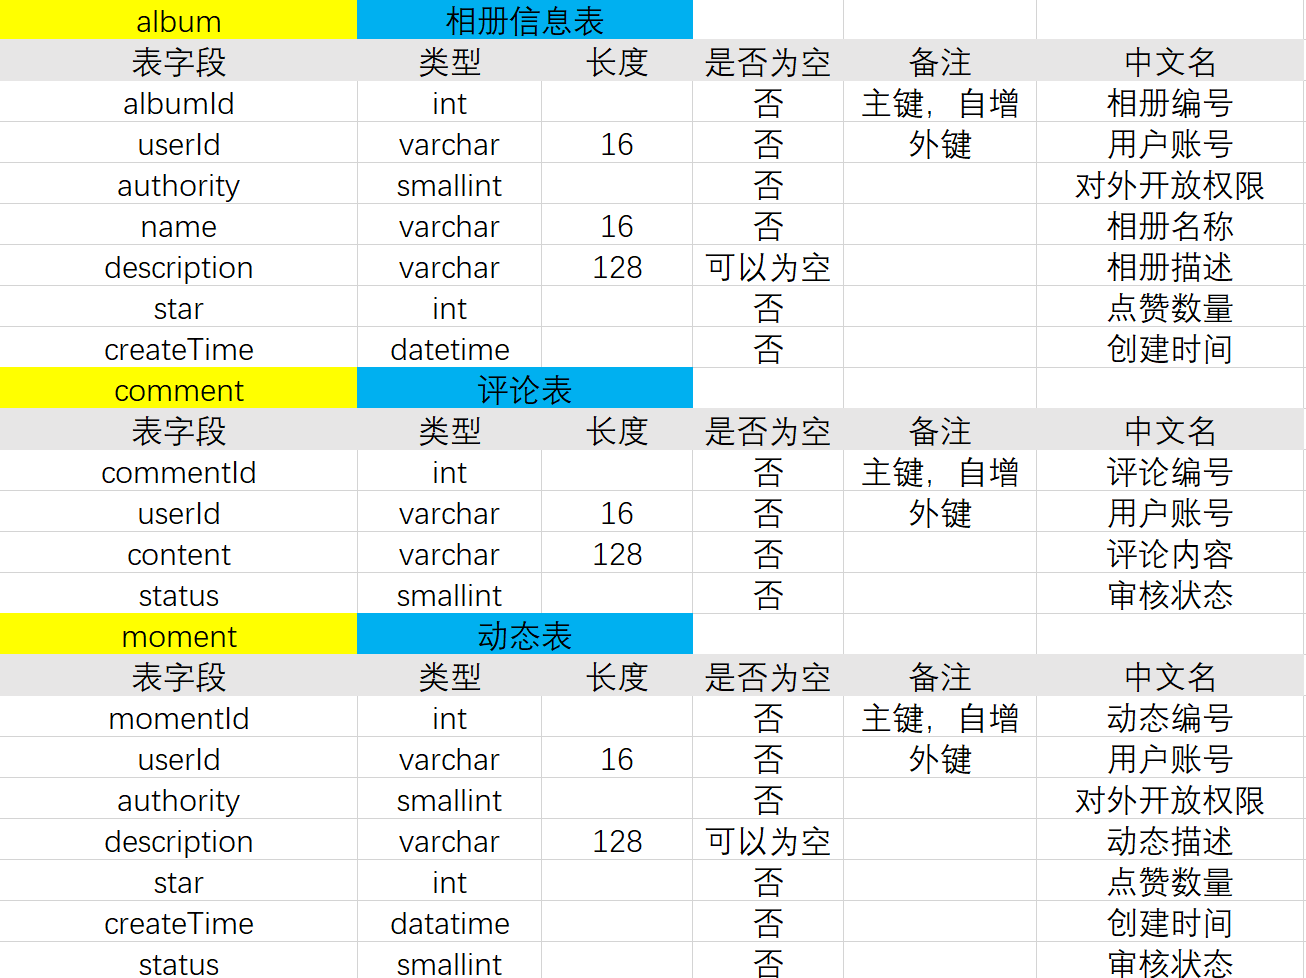 album 相册信息表
表字段 类型 长度 是否为空 备注 中文名
albumId int 否 主键，自增 相册编号
userId varchar 16 否 外键 用户账号
authority smallint 否 对外开放权限
name varchar 16 否 相册名称
description varchar 128 可以为空 相册描述
star int 否 点赞数量
createTime datetime 否 创建时间
comment 评论表
表字段 类型 长度 是否为空 备注 中文名
commentId int 否 主键，自增 评论编号
userId varchar 16 否 外键 用户账号
content varchar 128 否 评论内容
status smallint 否 审核状态
moment 动态表
表字段 类型 长度 是否为空 备注 中文名
momentId int 否 主键，自增 动态编号
userId varchar 16 否 外键 用户账号
authority smallint 否 对外开放权限
description varchar 128 可以为空 动态描述
star int 否 点赞数量
createTime datatime 否 创建时间
status smallint 否 审核状态